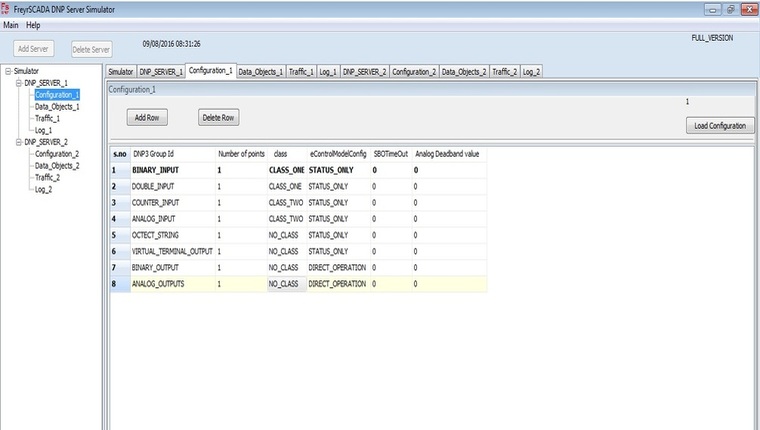 FS DNP FreyrSCADA DNP Server Simulator
Main Help
Add Server Delete Server 09/08/2016 08:31:26 FULL_VERSION
Simulator
DNP_SERVER_1
Configuration_1
Data_Objects_1
Traffic_1
Log_1
DNP_SERVER_2
Configuration_2
Data_Objects_2
Traffic_2
Log_2
Simulator DNP_SERVER_1 Configuration_1 Data_Objects_1 Traffic_1 Log_1 DNP_SERVER_2 Configuration_2 Data_Objects_2 Traffic_2 Log_2
Configuration_1
1
Add Row Delete Row Load Configuration
s.no DNP3 Group Id Number of points class eControlModelConfig SBOTimeOut Analog Deadband value
1 BINARY_INPUT 1 CLASS_ONE STATUS_ONLY 0 0
2 DOUBLE_INPUT 1 CLASS_ONE STATUS_ONLY 0 0
3 COUNTER_INPUT 1 CLASS_TWO STATUS_ONLY 0 0
4 ANALOG_INPUT 1 CLASS_TWO STATUS_ONLY 0 0
5 OCTECT_STRING 1 NO_CLASS STATUS_ONLY 0 0
6 VIRTUAL_TERMINAL_OUTPUT 1 NO_CLASS STATUS_ONLY 0 0
7 BINARY_OUTPUT 1 NO_CLASS DIRECT_OPERATION 0 0
8 ANALOG_OUTPUTS 1 NO_CLASS DIRECT_OPERATION 0 0